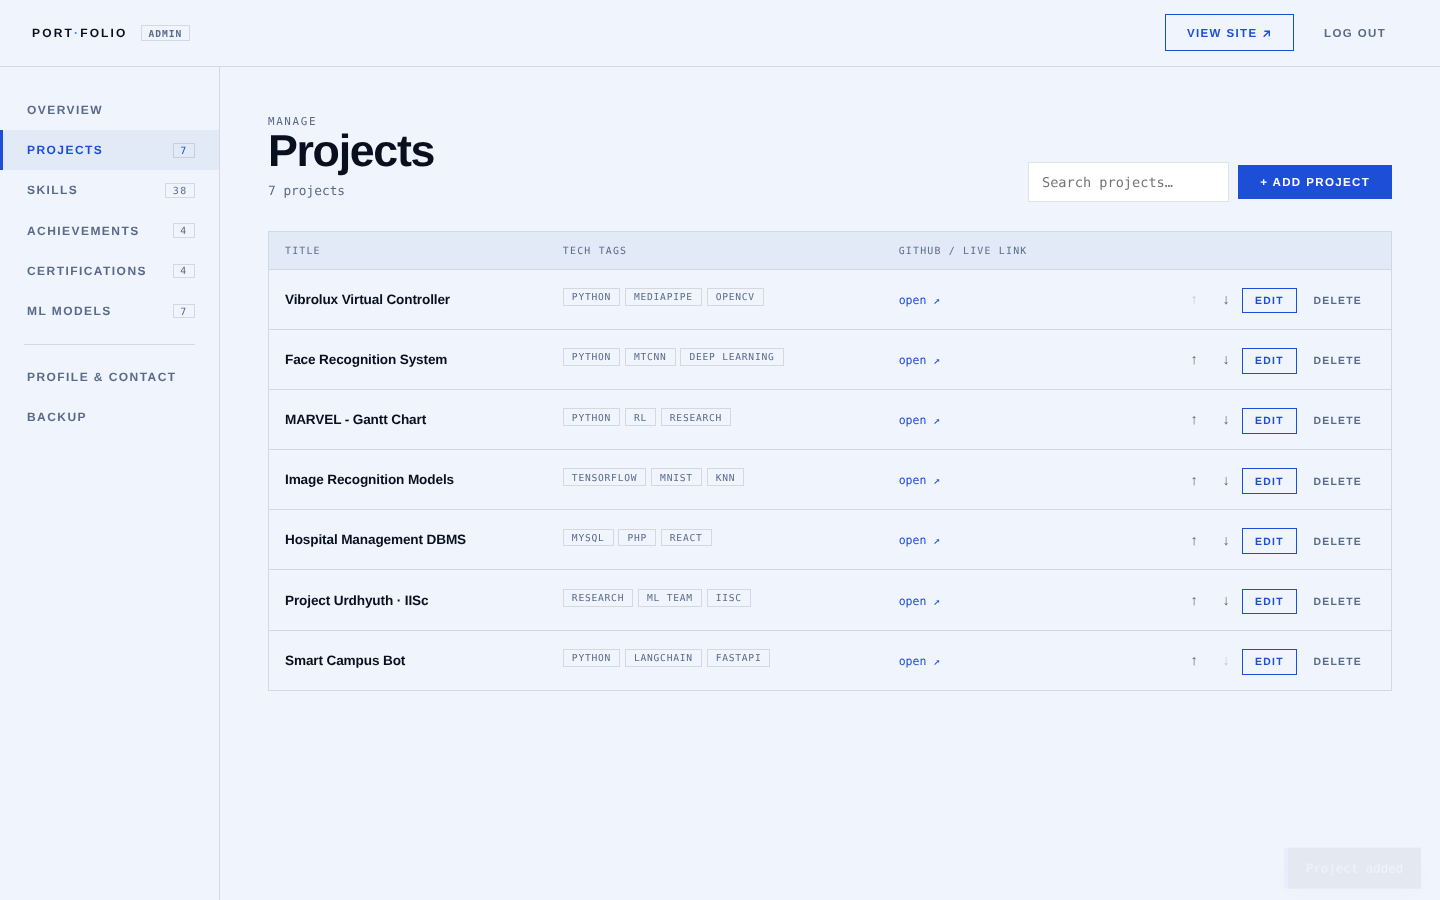 PORT·FOLIO ADMIN
VIEW SITE ↗
LOG OUT
OVERVIEW
PROJECTS 7
SKILLS 38
ACHIEVEMENTS 4
CERTIFICATIONS 4
ML MODELS 7
PROFILE & CONTACT
BACKUP
MANAGE
Projects
7 projects
Search projects…
+ ADD PROJECT
TITLE TECH TAGS GITHUB / LIVE LINK
Vibrolux Virtual Controller PYTHON MEDIAPIPE OPENCV open ↗ ↑ ↓ EDIT DELETE
Face Recognition System PYTHON MTCNN DEEP LEARNING open ↗ ↑ ↓ EDIT DELETE
MARVEL - Gantt Chart PYTHON RL RESEARCH open ↗ ↑ ↓ EDIT DELETE
Image Recognition Models TENSORFLOW MNIST KNN open ↗ ↑ ↓ EDIT DELETE
Hospital Management DBMS MYSQL PHP REACT open ↗ ↑ ↓ EDIT DELETE
Project Urdhyuth · IISc RESEARCH ML TEAM IISC open ↗ ↑ ↓ EDIT DELETE
Smart Campus Bot PYTHON LANGCHAIN FASTAPI open ↗ ↑ ↓ EDIT DELETE
Project added